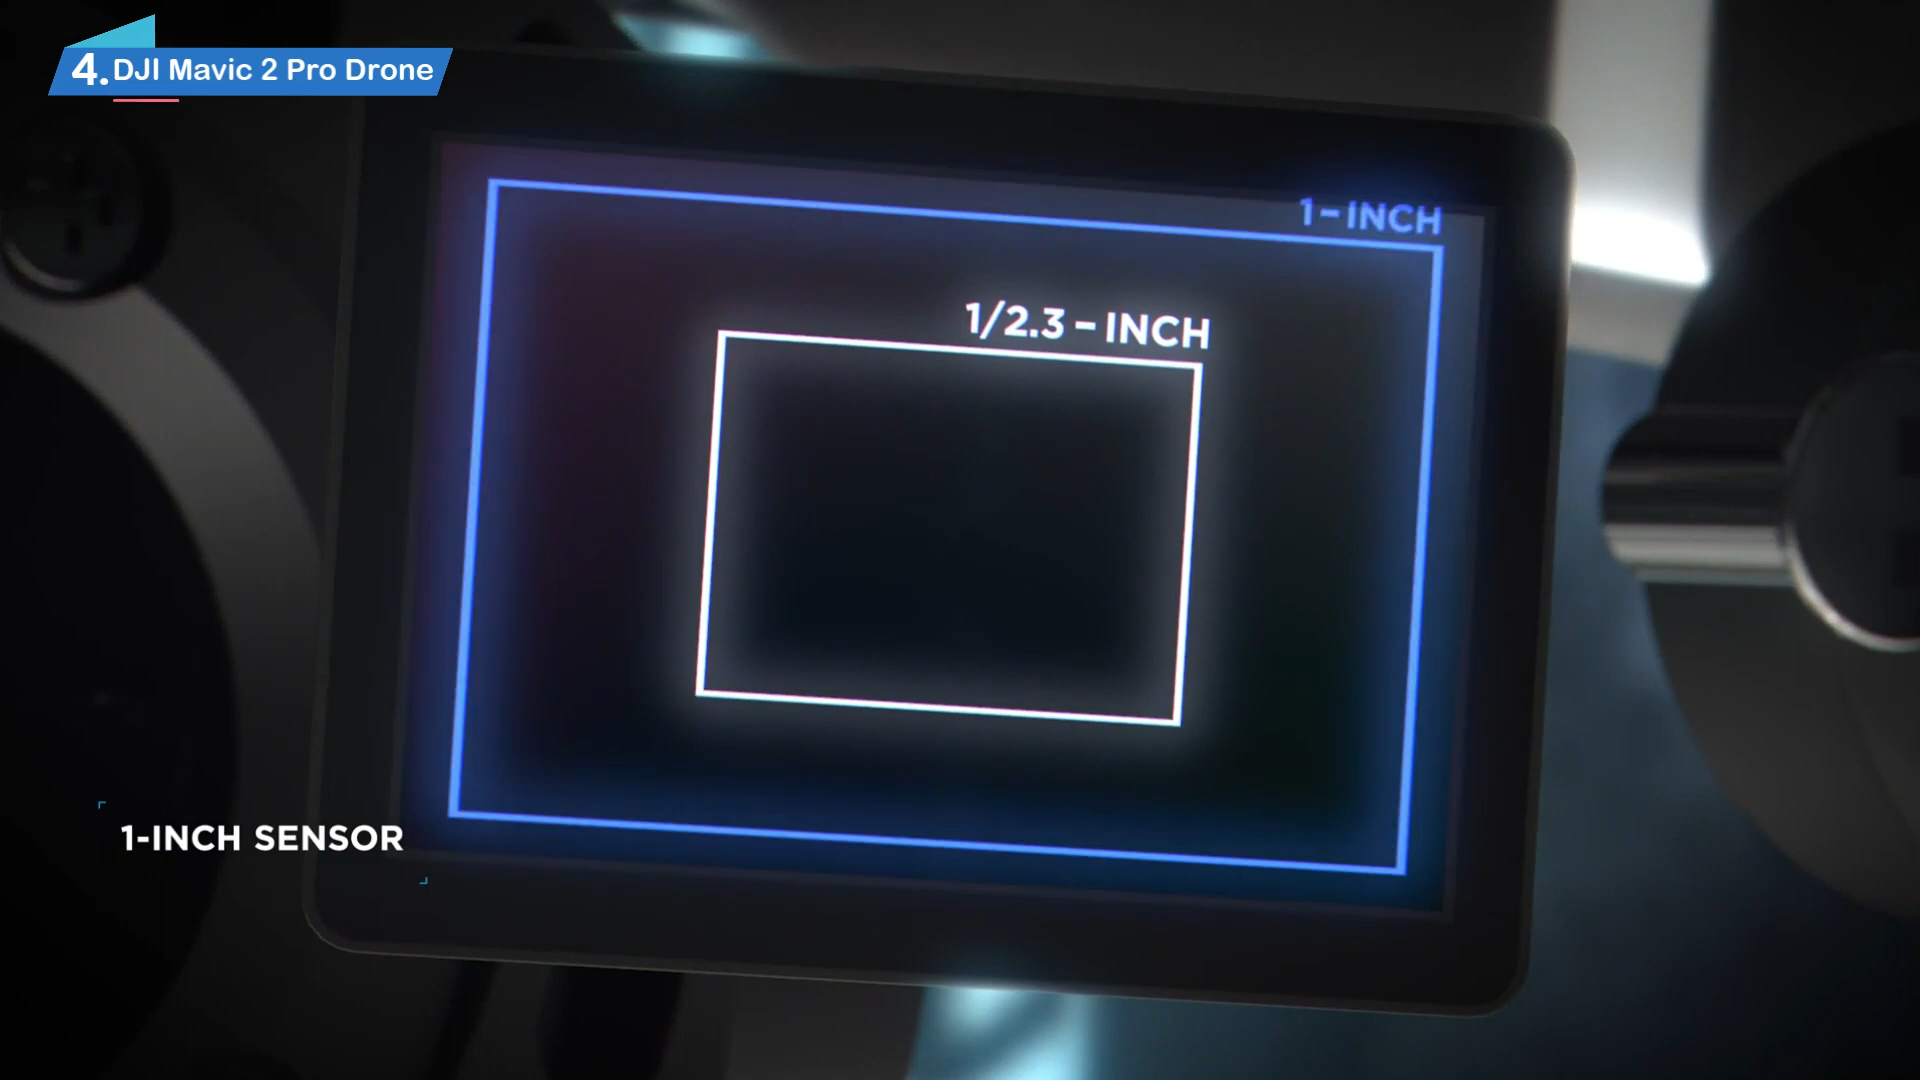 4. DJI Mavic 2 Pro Drone
1-INCH
1/2.3-INCH
1-INCH SENSOR